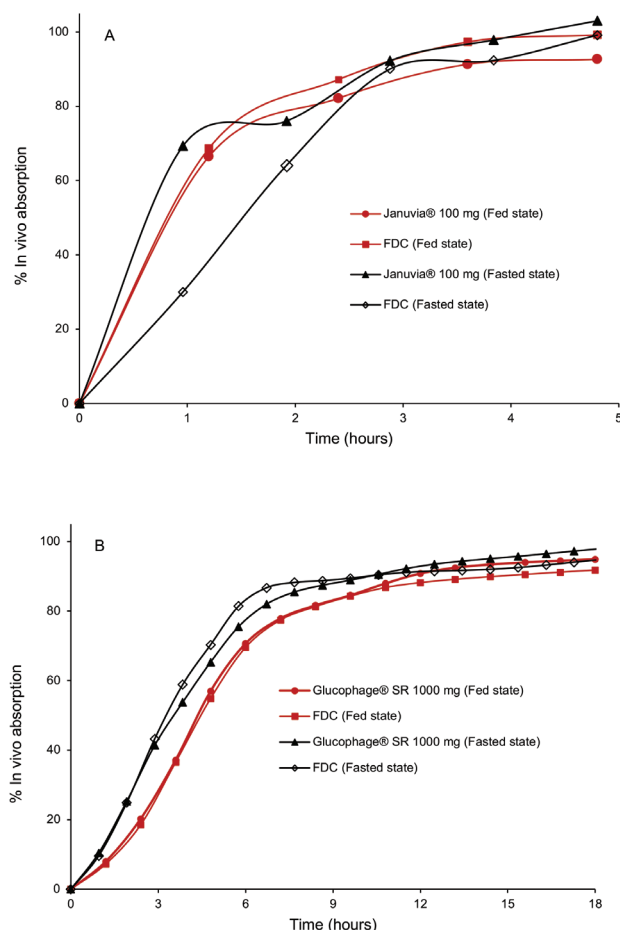 A
100
80
60
40
20
0
% In vivo absorption
Januvia® 100 mg (Fed state)
FDC (Fed state)
Januvia® 100 mg (Fasted state)
FDC (Fasted state)
0 1 2 3 4 5
Time (hours)
B
100
80
60
40
20
0
% In vivo absorption
Glucophage® SR 1000 mg (Fed state)
FDC (Fed state)
Glucophage® SR 1000 mg (Fasted state)
FDC (Fasted state)
0 3 6 9 12 15 18
Time (hours)